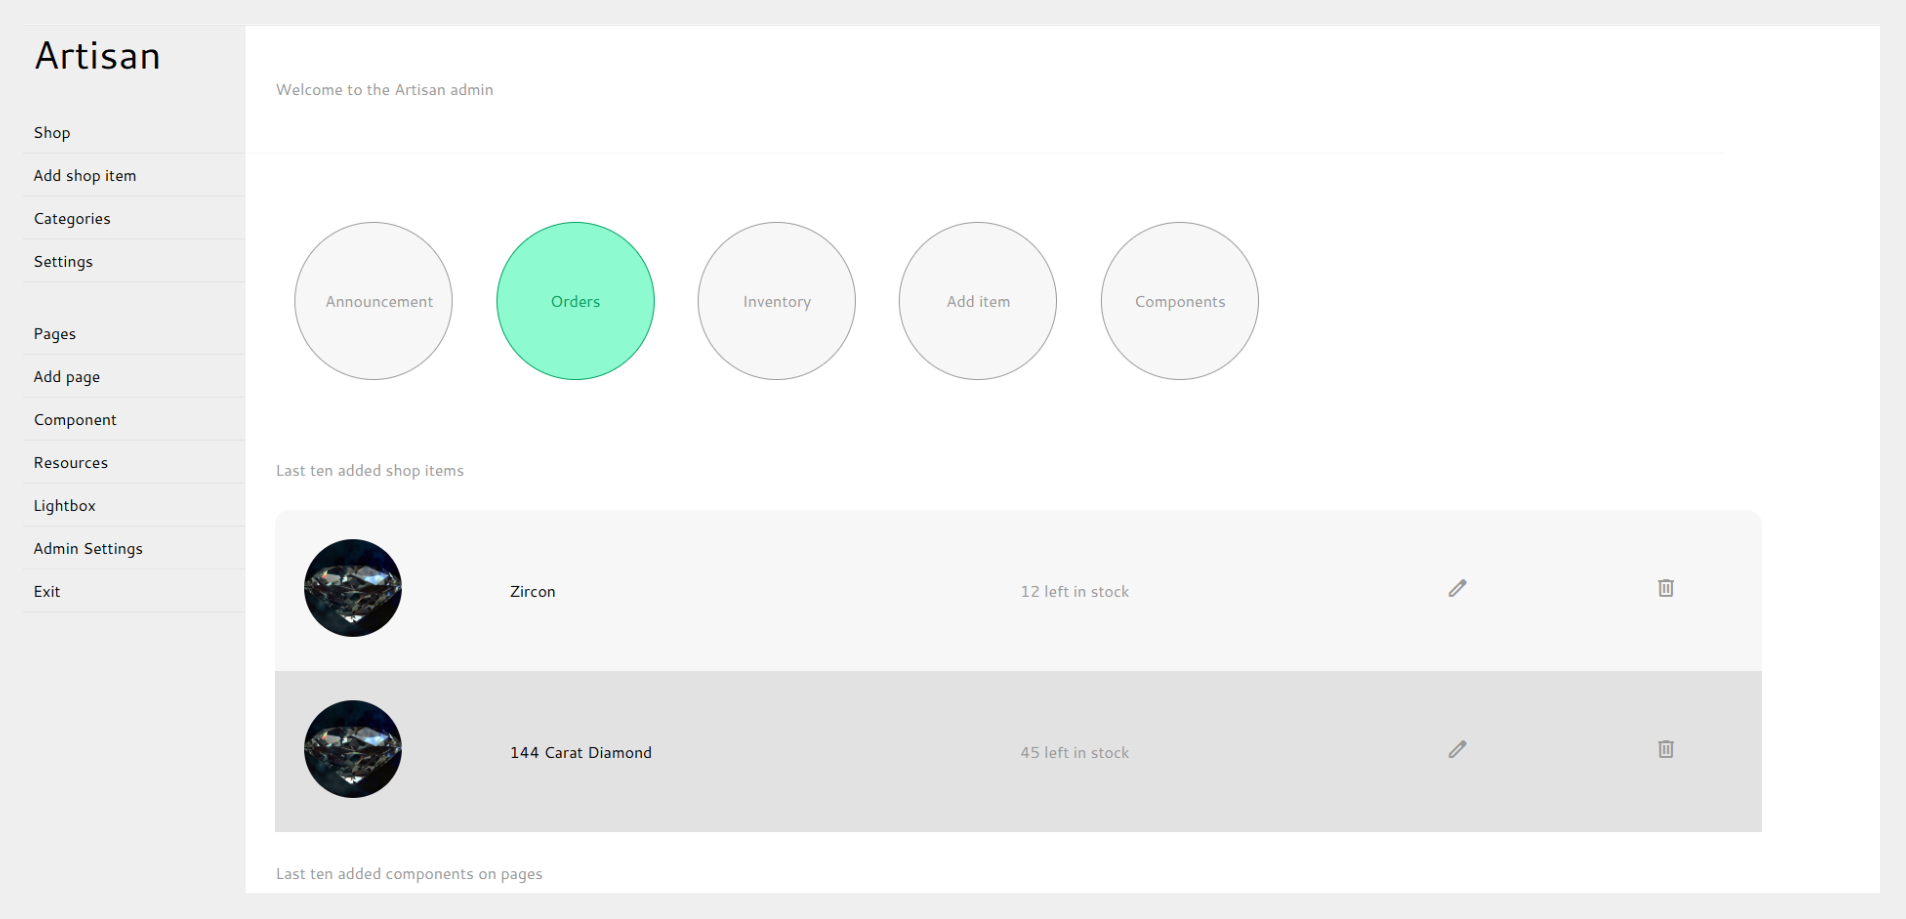 Artisan
Shop
Add shop item
Categories
Settings
Pages
Add page
Component
Resources
Lightbox
Admin Settings
Exit
Welcome to the Artisan admin
Announcement
Orders
Inventory
Add item
Components
Last ten added shop items
Zircon
12 left in stock
144 Carat Diamond
45 left in stock
Last ten added components on pages